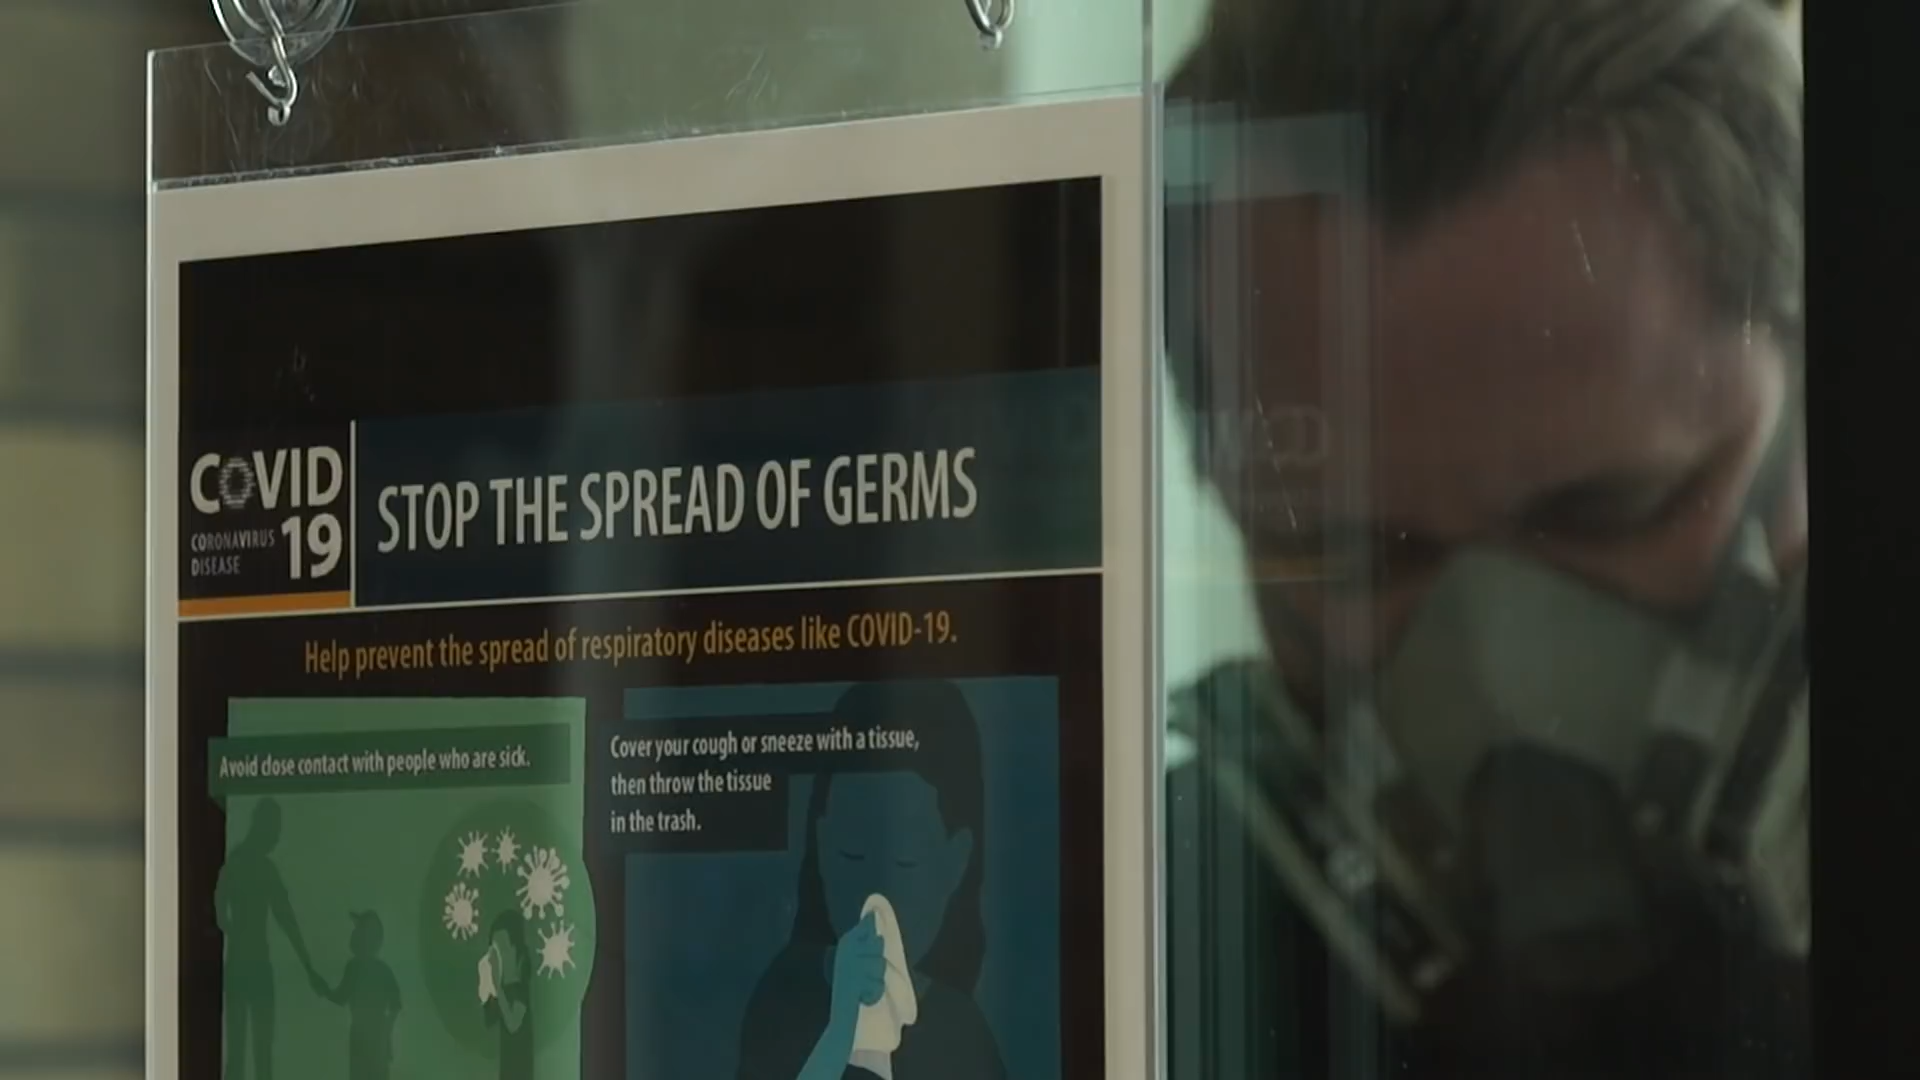 COVID
19
CORONAVIRUS
DISEASE
STOP THE SPREAD OF GERMS
Help prevent the spread of respiratory diseases like COVID-19.
Avoid close contact with people who are sick.
Cover your cough or sneeze with a tissue,
then throw the tissue
in the trash.